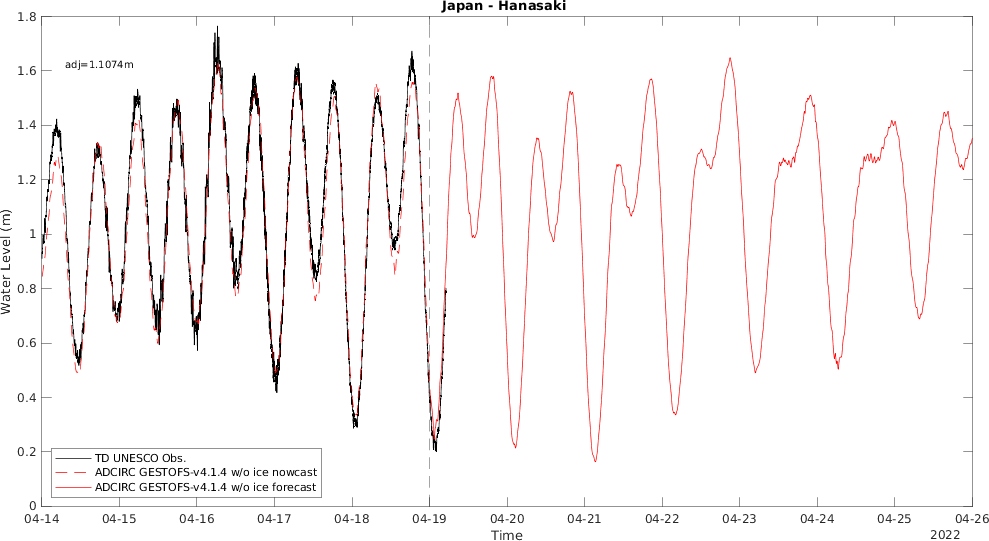 Japan - Hanasaki
1.8
1.6
1.4
1.2
1
0.8
0.6
0.4
0.2
0
Water Level (m)
adj=1.1074m
TD UNESCO Obs.
ADCIRC GESTOFS-v4.1.4 w/o ice nowcast
ADCIRC GESTOFS-v4.1.4 w/o ice forecast
04-14 04-15 04-16 04-17 04-18 04-19 04-20 04-21 04-22 04-23 04-24 04-25 04-26
Time
2022